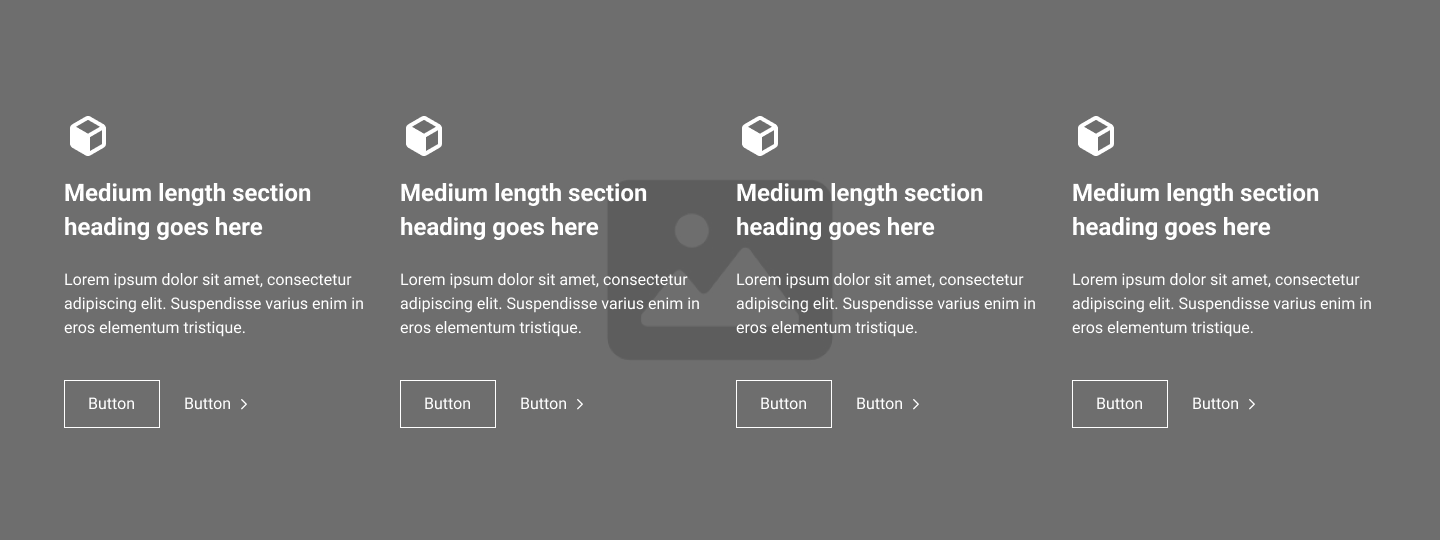 Medium length section
heading goes here
Lorem ipsum dolor sit amet, consectetur
adipiscing elit. Suspendisse varius enim in
eros elementum tristique.
Button
Button
Medium length section
heading goes here
Lorem ipsum dolor sit amet, consectetur
adipiscing elit. Suspendisse varius enim in
eros elementum tristique.
Button
Button
Medium length section
heading goes here
Lorem ipsum dolor sit amet, consectetur
adipiscing elit. Suspendisse varius enim in
eros elementum tristique.
Button
Button
Medium length section
heading goes here
Lorem ipsum dolor sit amet, consectetur
adipiscing elit. Suspendisse varius enim in
eros elementum tristique.
Button
Button